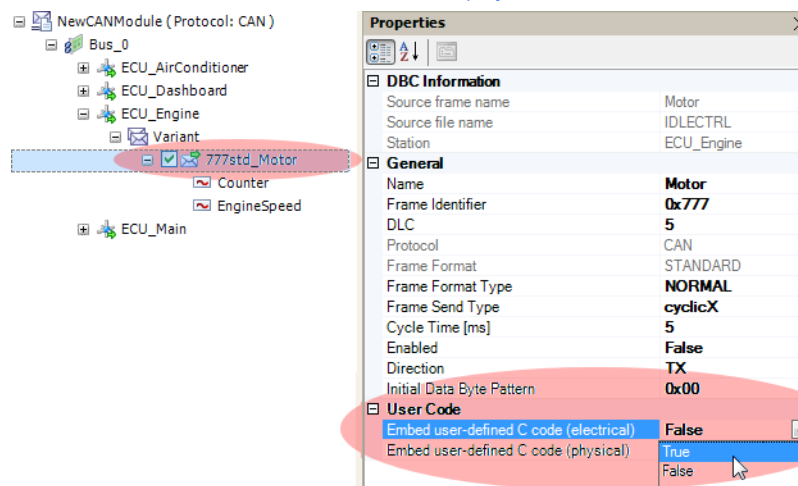 NewCANModule ( Protocol: CAN )
Bus_0
ECU_AirConditioner
ECU_Dashboard
ECU_Engine
Variant
777std_Motor
Counter
EngineSpeed
ECU_Main
Properties
DBC Information
Source frame name Motor
Source file name IDLECTRL
Station ECU_Engine
General
Name Motor
Frame Identifier 0x777
DLC 5
Protocol CAN
Frame Format STANDARD
Frame Format Type NORMAL
Frame Send Type cyclicX
Cycle Time [ms] 5
Enabled False
Direction TX
Initial Data Byte Pattern 0x00
User Code
Embed user-defined C code (electrical) False
Embed user-defined C code (physical) True
False